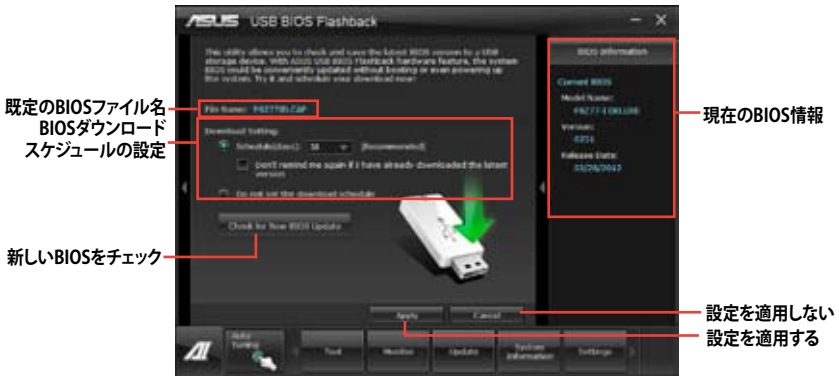 ASUS USB BIOS Flashback
This utility allows you to check and save the latest BIOS version to a USB
storage device. With ASUS USB BIOS Flashback hardware feature, the system
BIOS could be conveniently updated without booting or even powering up
the system. Try it and schedule your download now!
既定のBIOSファイル名
File Name: P8Z77BD.CAP
BIOSダウンロード
スケジュールの設定
Download Setting:
Schedule(days):
(Recommended)
Don't remind me again if I have already downloaded the latest
version
Do not set the download schedule
新しいBIOSをチェック
Check for New BIOS Update
BIOS Information
Current BIOS
Model Name:
P8Z77-I DELUXE
Version:
Release Date:
03/28/2012
現在のBIOS情報
Apply
Cancel
設定を適用しない
設定を適用する
AI
Auto
Tuning
Tool
Monitor
Update
System
Information
Settings